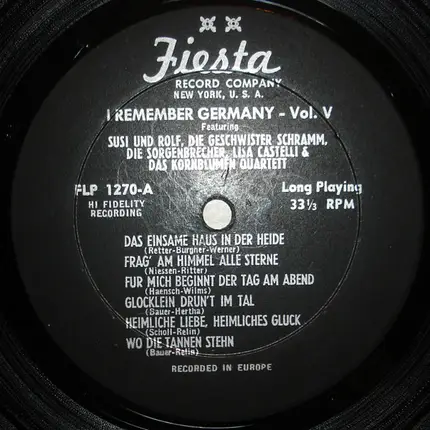 Fiesta
RECORD COMPANY
NEW YORK, U. S. A.
I REMEMBER GERMANY - Vol. V
Featuring
SUSI UND ROLF, DIE GESCHWISTER SCHRAMM,
DIE SORGENBRECHER, LISA CASTELLI &
DAS KORNBLUMEN QUARTETT
FLP 1270-A Long Playing
HI FIDELITY 33⅓ RPM
RECORDING
DAS EINSAME HAUS IN DER HEIDE
(Retter-Burgner-Werner)
FRAG' AM HIMMEL ALLE STERNE
(Niessen-Ritter)
FUR MICH BEGINNT DER TAG AM ABEND
(Haensch-Wilms)
GLOCKLEIN DRUN'T IM TAL
(Bauer-Hertha)
HEIMLICHE LIEBE, HEIMLICHES GLUCK
(Scholl-Relin)
WO DIE TANNEN STEHN
(Bauer-Relin)
RECORDED IN EUROPE